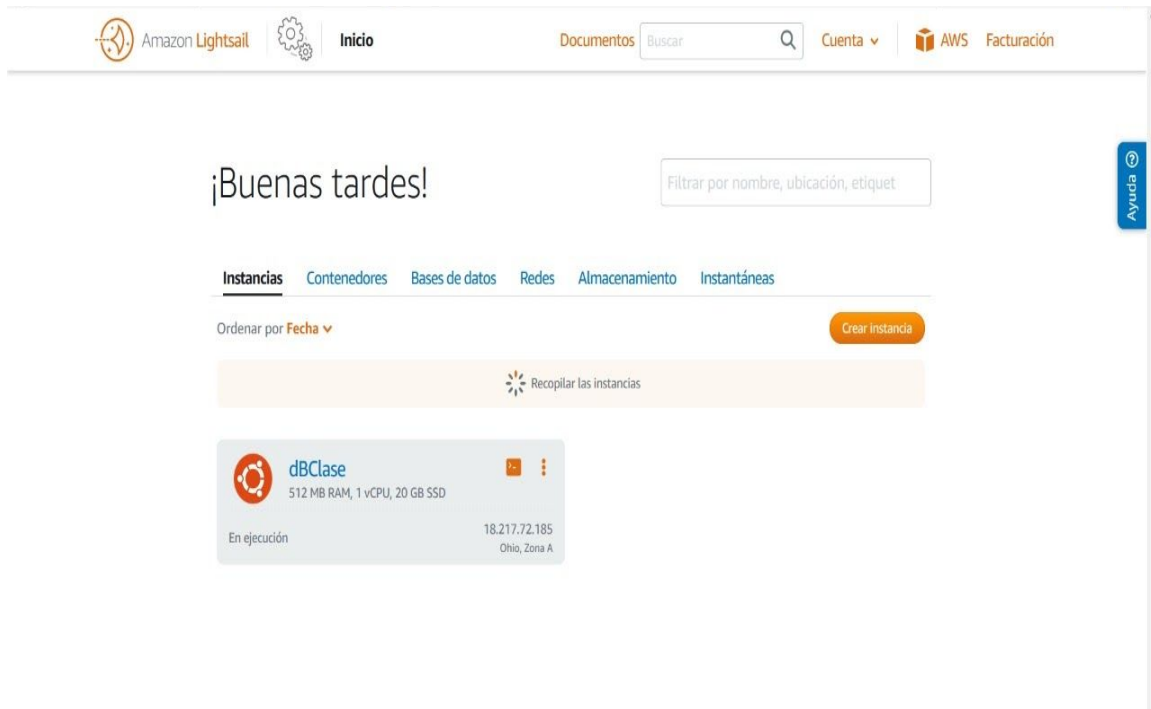 Amazon Lightsail Inicio Documentos Buscar Cuenta AWS Facturación
Ayuda ?
¡Buenas tardes! Filtrar por nombre, ubicación, etiquet
Instancias Contenedores Bases de datos Redes Almacenamiento Instantáneas
Ordenar por Fecha Crear instancia
Recopilar las instancias
dBClase
512 MB RAM, 1 vCPU, 20 GB SSD
En ejecución 18.217.72.185
Ohio, Zona A